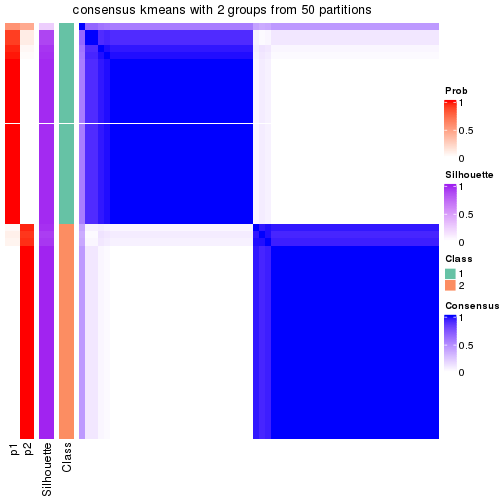 consensus kmeans with 2 groups from 50 partitions
Prob
1
0.5
0
Silhouette
1
0.5
0
Class
1
2
Consensus
1
0.5
0
p1
p2
Silhouette
Class